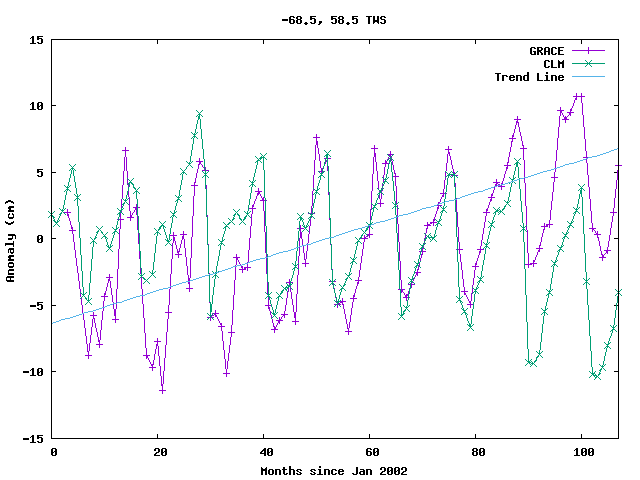 -68.5, 58.5 TWS
GRACE
CLM
Trend Line
15
10
5
0
-5
-10
-15
Anomaly (cm)
0 20 40 60 80 100
Months since Jan 2002